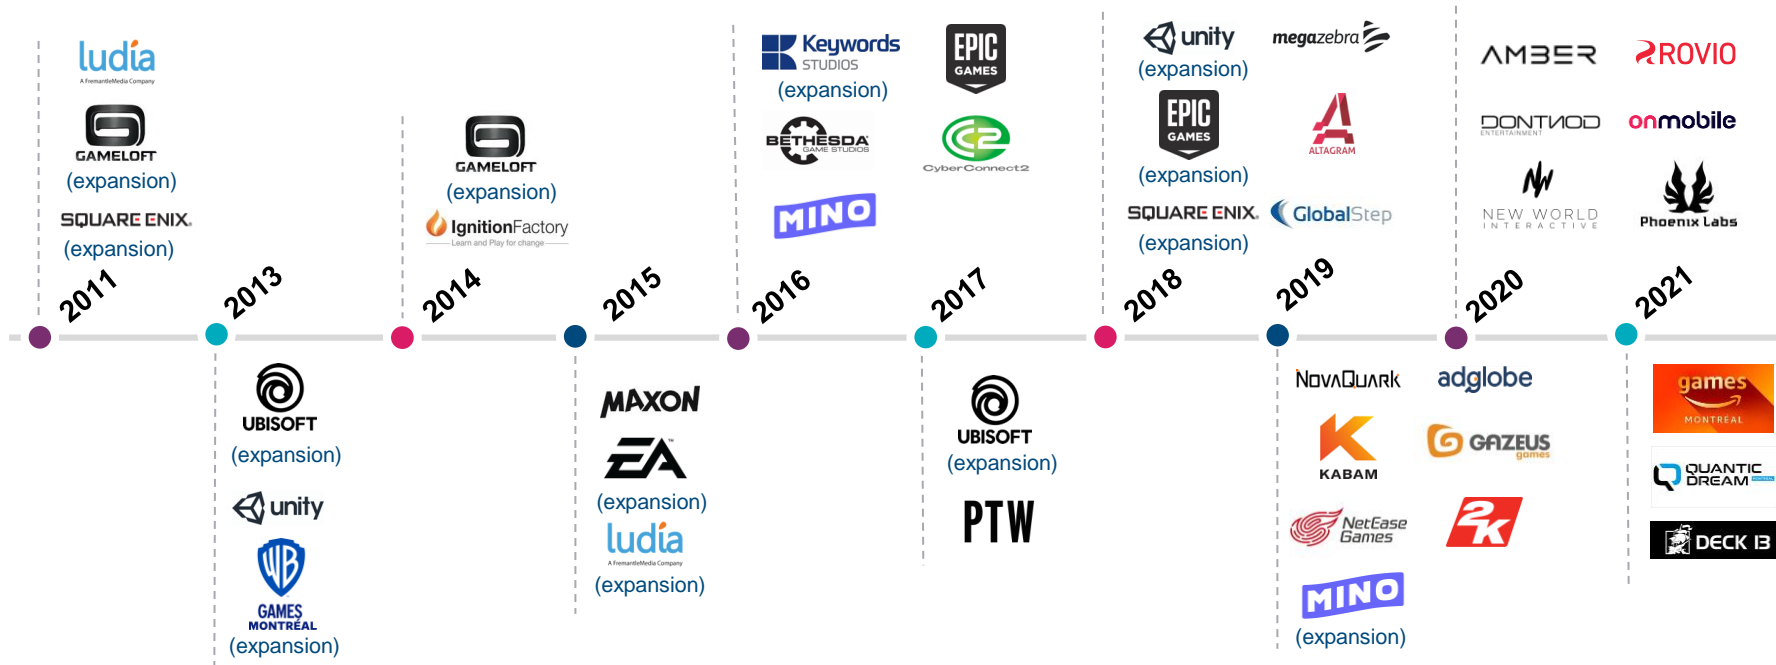 ludia
A FremantleMedia Company
GAMELOFT
(expansion)
SQUARE ENIX.
(expansion)
2011
2013
UBISOFT
(expansion)
unity
WB
GAMES
MONTRÉAL
(expansion)
GAMELOFT
(expansion)
IgnitionFactory
Learn and Play for change
2014
2015
MAXON
EA™
(expansion)
ludia
A FremantleMedia Company
(expansion)
Keywords
STUDIOS
(expansion)
BETHESDA
GAME STUDIOS
MINO
2016
EPIC
GAMES
CyberConnect2
2017
UBISOFT
(expansion)
PTW
unity
(expansion)
EPIC
GAMES
(expansion)
SQUARE ENIX.
(expansion)
2018
megazebra
ALTAGRAM
GlobalStep
2019
NOVAQUARK
adglobe
KABAM
GAZEUS
games
NetEase
Games
2K
MINO
(expansion)
AMBER
DONTNOD
ENTERTAINMENT
NEW WORLD
INTERACTIVE
2020
ROVIO
onmobile
Phoenix Labs
2021
games
MONTRÉAL
QUANTIC
DREAM MONTRÉAL
DECK 13